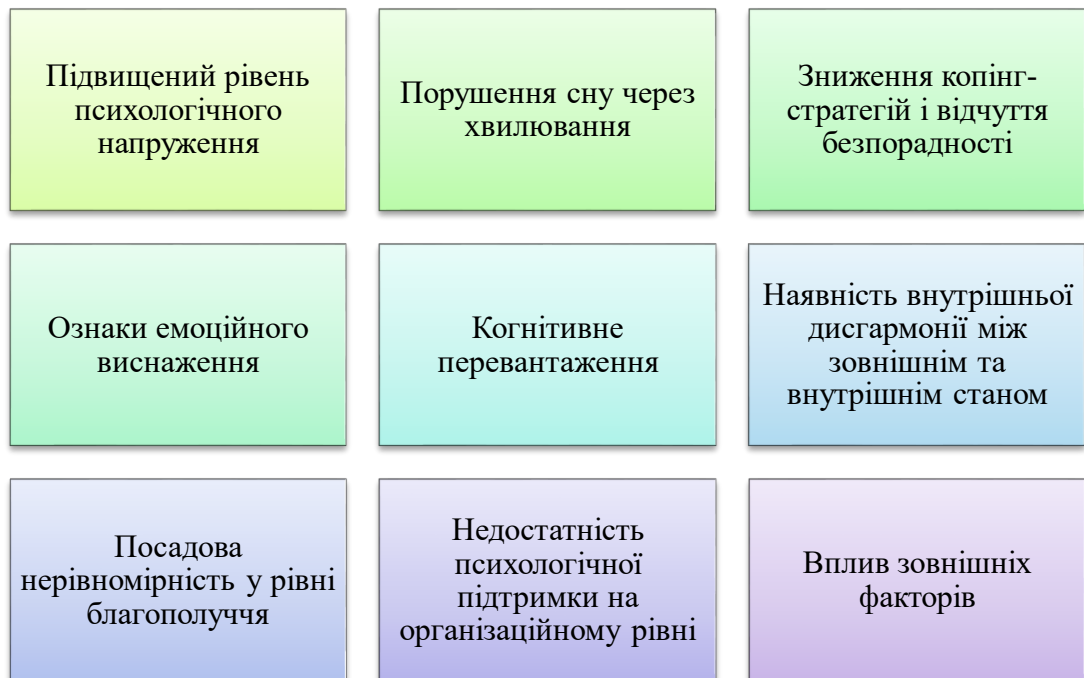 Підвищений рівень
психологічного
напруження
Порушення сну через
хвилювання
Зниження копінг-
стратегій і відчуття
безпорадності
Ознаки емоційного
виснаження
Когнітивне
перевантаження
Наявність внутрішньої
дисгармонії між
зовнішнім та
внутрішнім станом
Посадова
нерівномірність у рівні
благополуччя
Недостатність
психологічної
підтримки на
організаційному рівні
Вплив зовнішніх
факторів